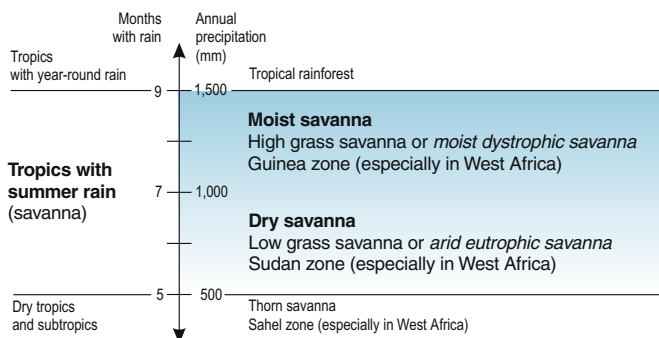 Months
with rain
Annual
precipitation
(mm)
Tropics
with year-round rain
Tropical rainforest
9
1,500
Moist savanna
High grass savanna or moist dystrophic savanna
Guinea zone (especially in West Africa)
Tropics with
summer rain
(savanna)
7
1,000
Dry savanna
Low grass savanna or arid eutrophic savanna
Sudan zone (especially in West Africa)
5
500
Dry tropics
and subtropics
Thorn savanna
Sahel zone (especially in West Africa)